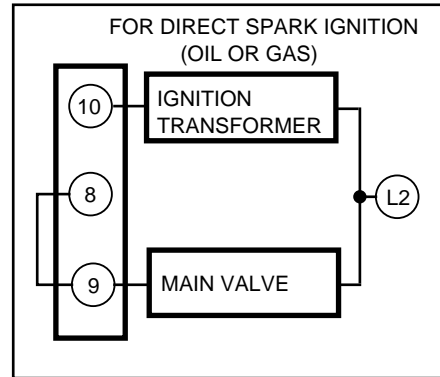 FOR DIRECT SPARK IGNITION
(OIL OR GAS)
10
IGNITION
TRANSFORMER
8
L2
9
MAIN VALVE